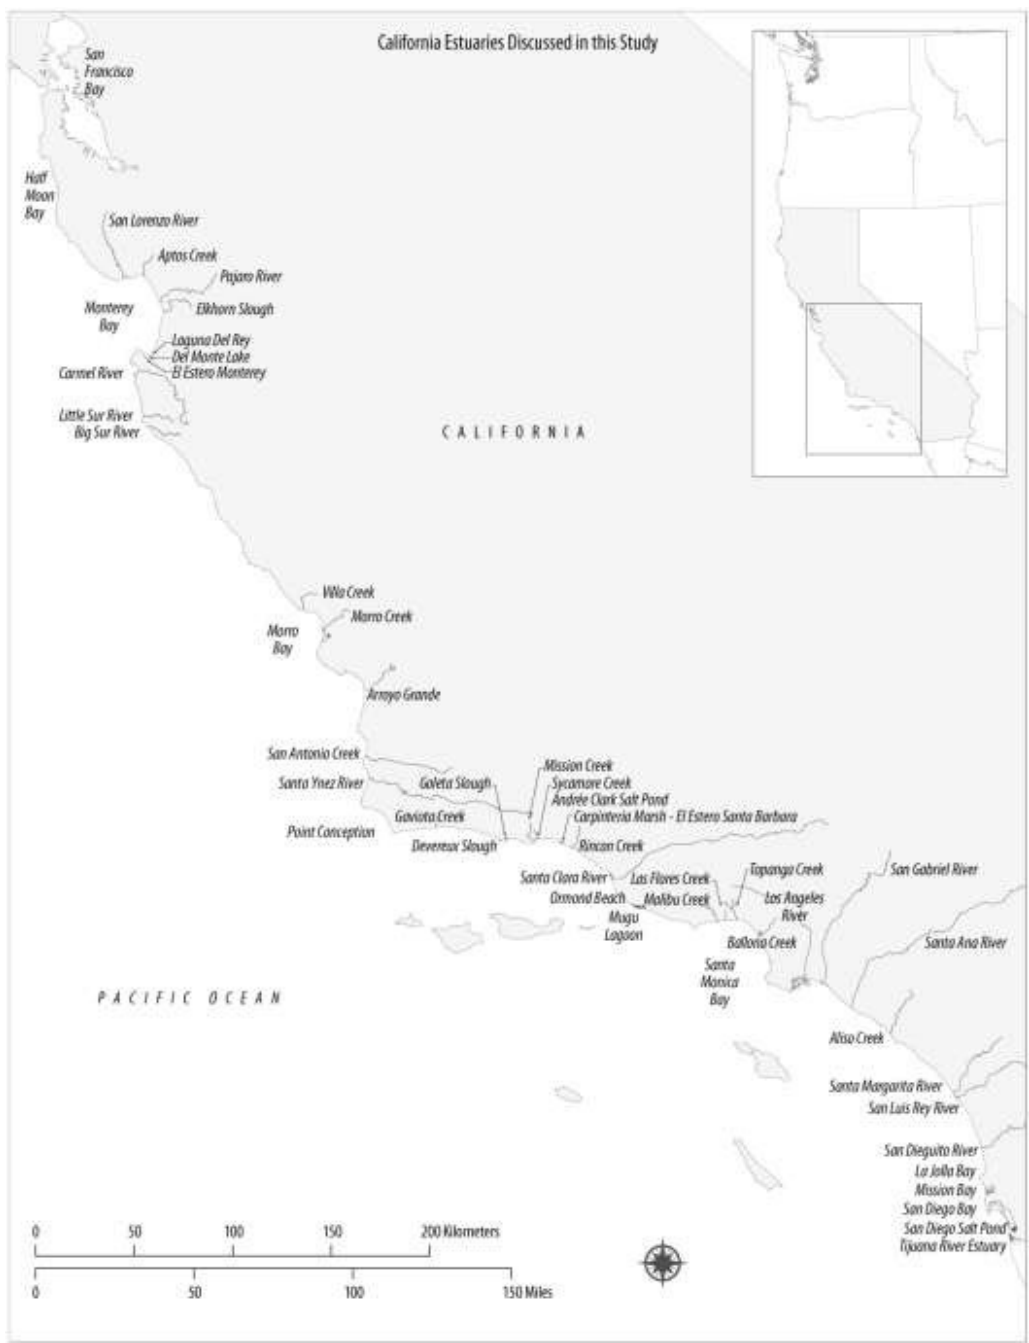 California Estuaries Discussed in this Study
San
Francisco
Bay
Half
Moon
Bay
San Lorenzo River
Aptos Creek
Pajaro River
Monterey
Bay
Elkhorn Slough
Laguna Del Rey
Del Monte Lake
El Estero Monterey
Carmel River
Little Sur River
Big Sur River
CALIFORNIA
Villa Creek
Morro Creek
Morro
Bay
Arroyo Grande
San Antonio Creek
Santa Ynez River
Goleta Slough
Mission Creek
Sycamore Creek
Andrée Clark Salt Pond
Carpinteria Marsh - El Estero Santa Barbara
Gaviota Creek
Point Conception
Devereux Slough
Rincon Creek
Santa Clara River
Ormond Beach
Mugu
Lagoon
Las Flores Creek
Malibu Creek
Topanga Creek
Los Angeles
River
San Gabriel River
Ballona Creek
Santa Ana River
Santa
Monica
Bay
PACIFIC OCEAN
Aliso Creek
Santa Margarita River
San Luis Rey River
San Dieguito River
La Jolla Bay
Mission Bay
San Diego Bay
San Diego Salt Pond
Tijuana River Estuary
0 50 100 150 200 Kilometers
0 50 100 150 Miles